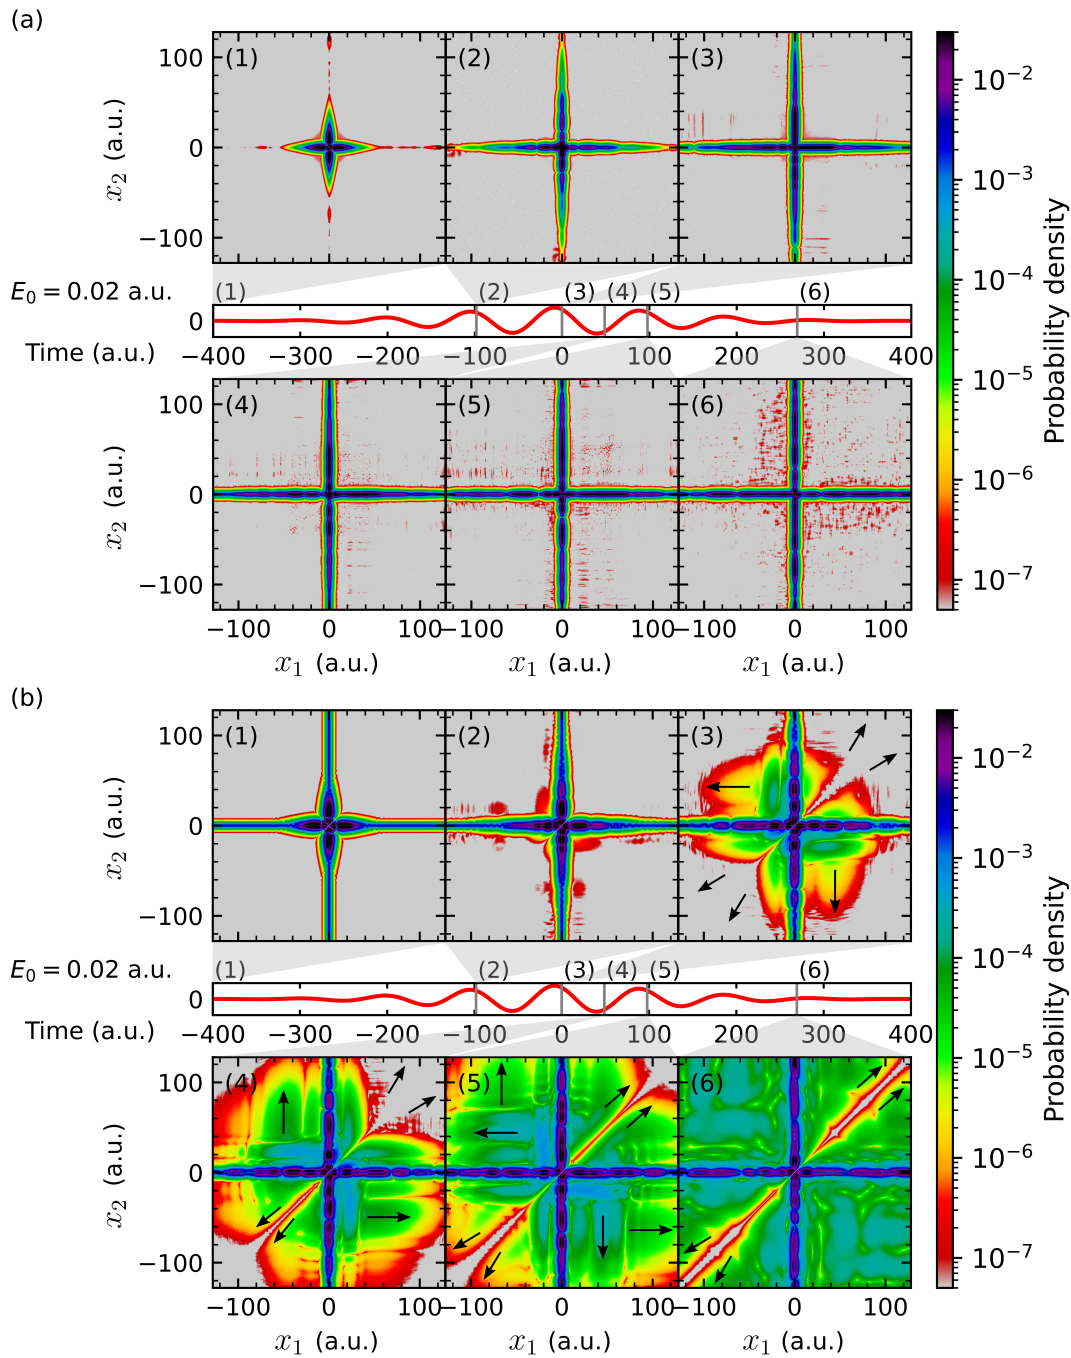 (a)
(1) (2) (3)
100
0
−100
x₂ (a.u.)
E₀ = 0.02 a.u.
(1) (2) (3) (4) (5) (6)
0
Time (a.u.)
−400 −300 −200 −100 0 100 200 300 400
(4) (5) (6)
100
0
−100
x₂ (a.u.)
−100 0 100 −100 0 100 −100 0 100
x₁ (a.u.) x₁ (a.u.) x₁ (a.u.)
10⁻²
10⁻³
10⁻⁴
10⁻⁵
10⁻⁶
10⁻⁷
Probability density
(b)
(1) (2) (3)
100
0
−100
x₂ (a.u.)
E₀ = 0.02 a.u.
(1) (2) (3) (4) (5) (6)
0
Time (a.u.)
−400 −300 −200 −100 0 100 200 300 400
(4) (5) (6)
100
0
−100
x₂ (a.u.)
−100 0 100 −100 0 100 −100 0 100
x₁ (a.u.) x₁ (a.u.) x₁ (a.u.)
10⁻²
10⁻³
10⁻⁴
10⁻⁵
10⁻⁶
10⁻⁷
Probability density